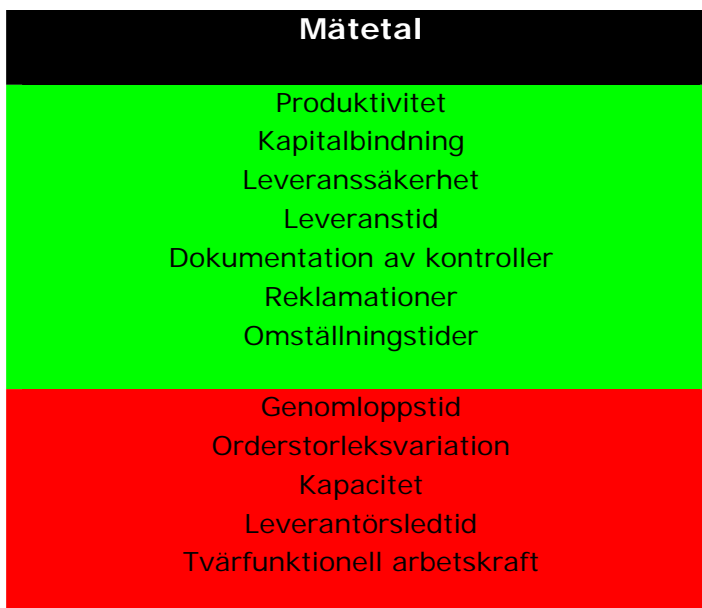 Mätetal
Produktivitet
Kapitalbindning
Leveranssäkerhet
Leveranstid
Dokumentation av kontroller
Reklamationer
Omställningstider
Genomloppstid
Orderstorleksvariation
Kapacitet
Leverantörsledtid
Tvärfunktionell arbetskraft